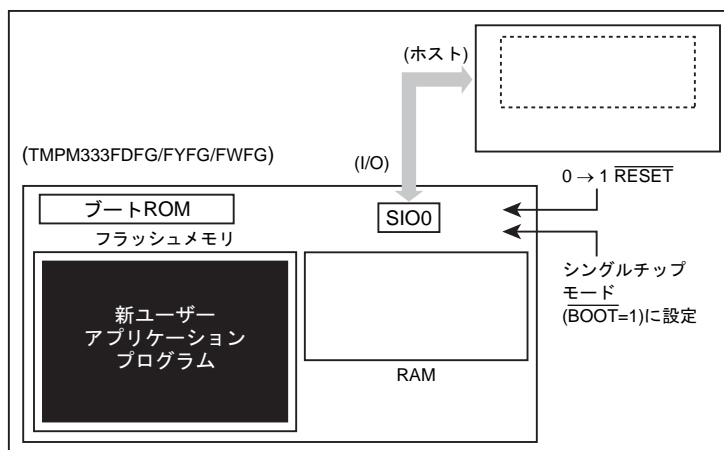 (ホスト)
(TMPM333FDFG/FYFG/FWFG)
(I/O)
0 → 1 RESET
ブートROM
SIO0
フラッシュメモリ
シングルチップ
モード
(BOOT=1)に設定
新ユーザー
アプリケーション
プログラム
RAM